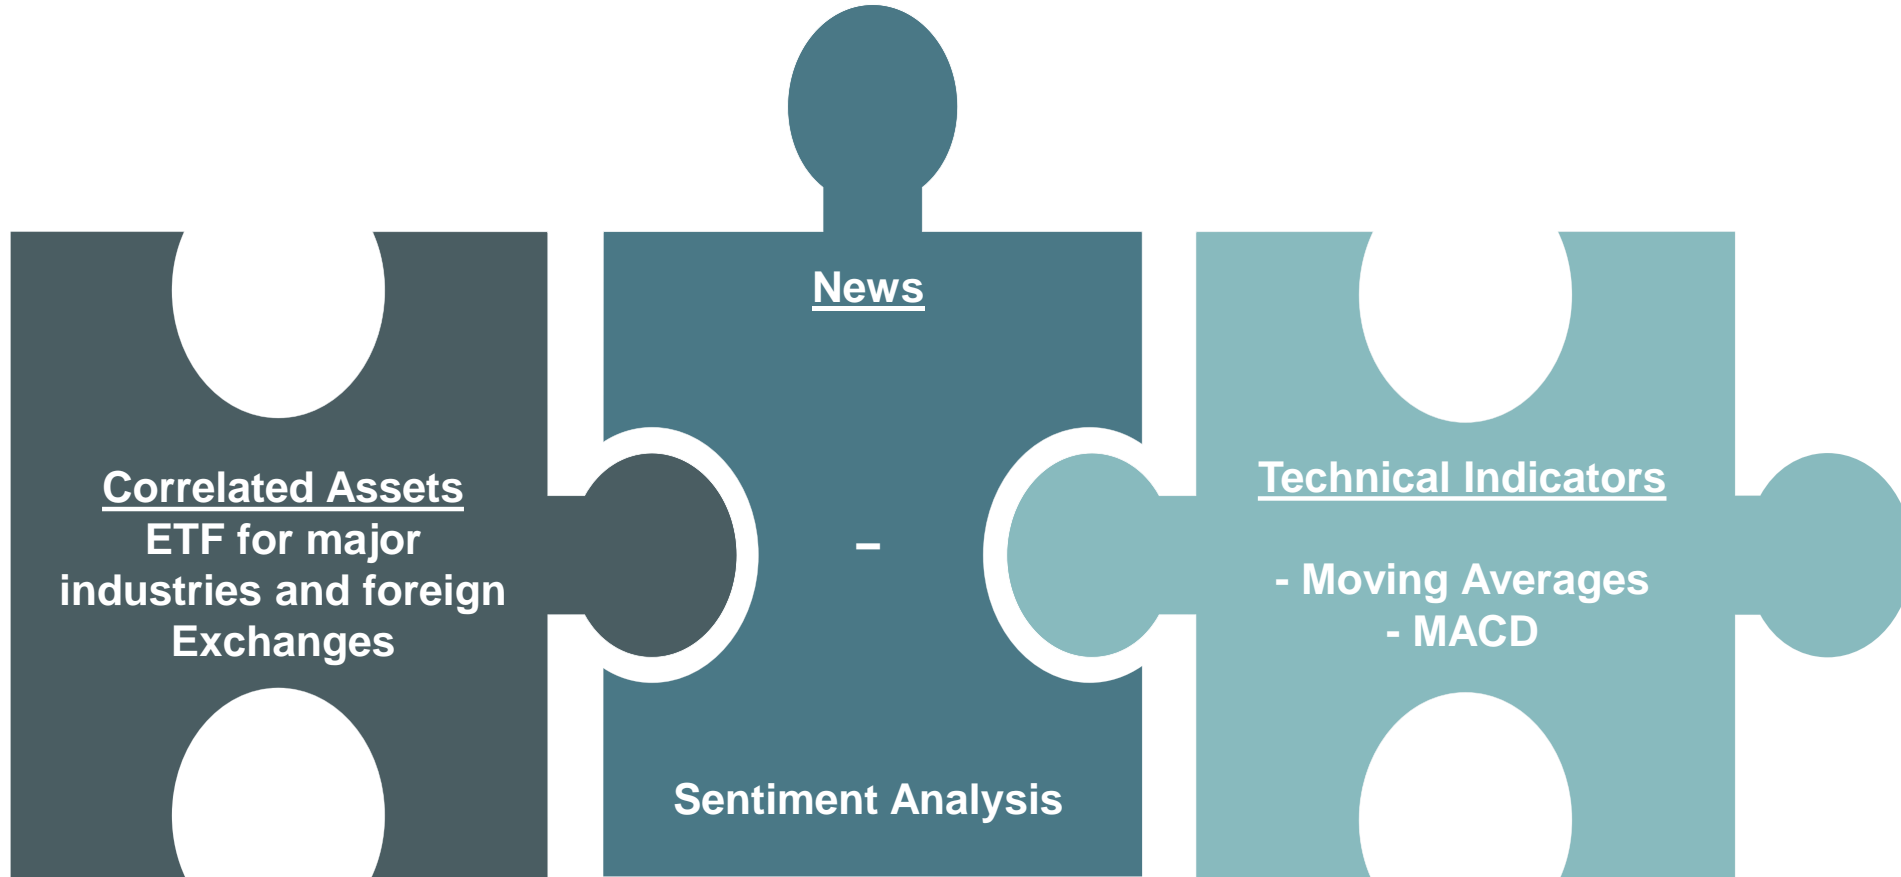 Correlated Assets
ETF for major
industries and foreign
Exchanges
News
-
Sentiment Analysis
Technical Indicators
- Moving Averages
- MACD